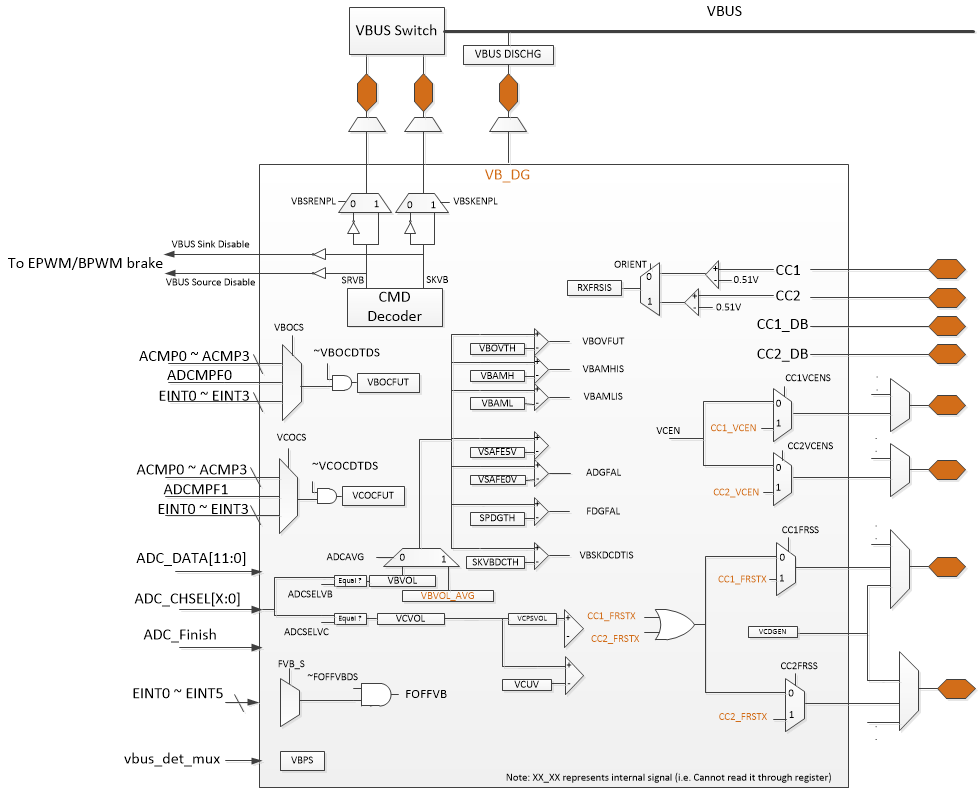 VBUS
VBUS Switch
VBUS DISCHG
VB_DG
VBSRENPL
0 1
0 1
VBSKENPL
VBUS Sink Disable
To EPWM/BPWM brake
VBUS Source Disable
SRVB
SKVB
CMD
Decoder
ORIENT
0
1
RXFRSIS
+
-
0.51V
+
-
0.51V
CC1
CC2
CC1_DB
CC2_DB
VBOCS
ACMP0 ~ ACMP3
ADCMPF0
EINT0 ~ EINT3
~VBOCDTDS
VBOCFUT
VCOCS
ACMP0 ~ ACMP3
ADCMPF1
EINT0 ~ EINT3
~VCOCDTDS
VCOCFUT
VBOVTH
+
-
VBOVFUT
VBAMH
+
-
VBAMHIS
VBAML
+
-
VBAMLIS
VSAFE5V
+
-
VSAFE0V
+
-
ADGFAL
SPDGTH
+
-
FDGFAL
SKVBDCTH
+
-
VBSKDCDTIS
CC1VCENS
0
1
CC1_VCEN
VCEN
CC2VCENS
0
1
CC2_VCEN
ADC_DATA[11:0]
ADC_CHSEL[X:0]
ADC_Finish
ADCAVG
0 1
Equal ?
VBVOL
ADCSELVB
VBVOL_AVG
Equal ?
VCVOL
ADCSELVC
VCPSVOL
+
-
VCUV
+
-
CC1_FRSTX
CC2_FRSTX
CC1FRSS
0
1
CC1_FRSTX
VCDGEN
CC2FRSS
0
1
CC2_FRSTX
EINT0 ~ EINT5
FVB_S
~FOFFVBDS
FOFFVB
vbus_det_mux
VBPS
Note: XX_XX represents internal signal (i.e. Cannot read it through register)